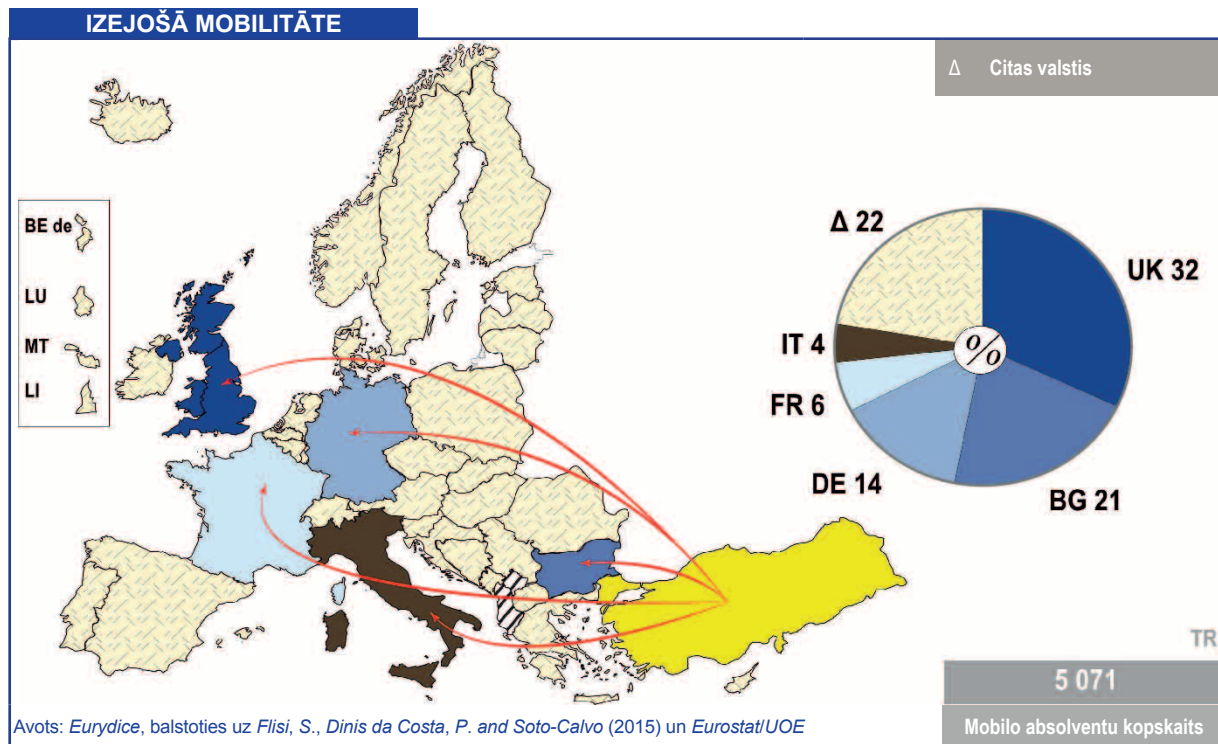 IZEJOŠĀ MOBILITĀTE
Δ Citas valstis
BE de
LU
MT
LI
Δ 22
UK 32
IT 4
%
FR 6
DE 14
BG 21
TR
5 071
Mobilo absolventu kopskaits
Avots: Eurydice, balstoties uz Flisi, S., Dinis da Costa, P. and Soto-Calvo (2015) un Eurostat/UOE